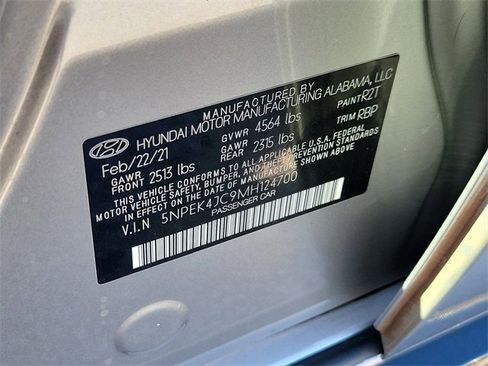 MANUFACTURED BY
HYUNDAI MOTOR MANUFACTURING ALABAMA, LLC
Feb/22/21 GVWR 4564 lbs PAINT R2T
GAWR FRONT 2513 lbs GAWR REAR 2315 lbs TRIM RBP
THIS VEHICLE CONFORMS TO ALL APPLICABLE U.S.A. FEDERAL
MOTOR VEHICLE SAFETY, BUMPER, AND THEFT PREVENTION STANDARDS
IN EFFECT ON THE DATE OF MANUFACTURE SHOWN ABOVE.
V.I.N 5NPEK4JC9MH124700
PASSENGER CAR